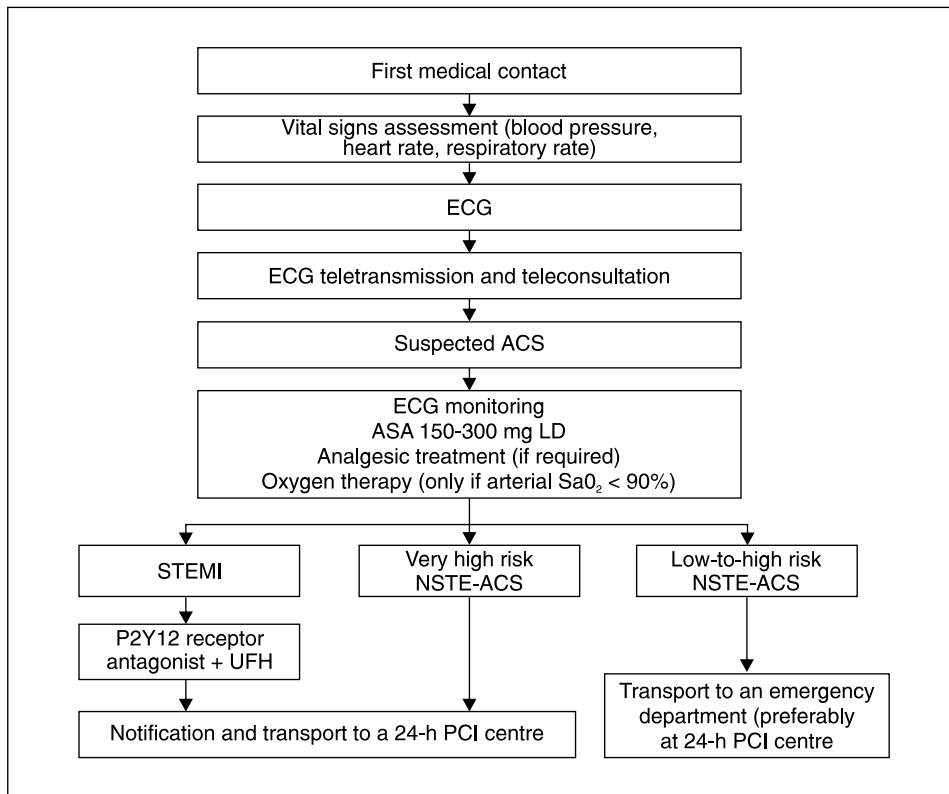 First medical contact
Vital signs assessment (blood pressure,
heart rate, respiratory rate)
ECG
ECG teletransmission and teleconsultation
Suspected ACS
ECG monitoring
ASA 150-300 mg LD
Analgesic treatment (if required)
Oxygen therapy (only if arterial Sa0₂ < 90%)
STEMI
Very high risk
NSTE-ACS
Low-to-high risk
NSTE-ACS
P2Y12 receptor
antagonist + UFH
Notification and transport to a 24-h PCI centre
Transport to an emergency
department (preferably
at 24-h PCI centre